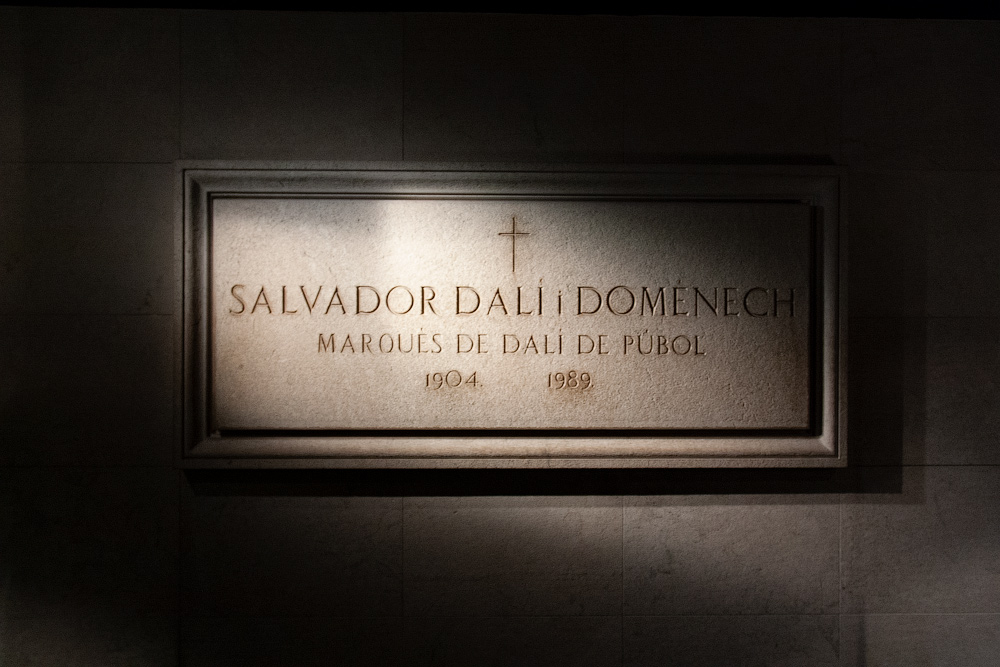 SALVADOR DALÍ i DOMÈNECH
MARQUÈS DE DALÍ DE PÚBOL
1904. 1989.